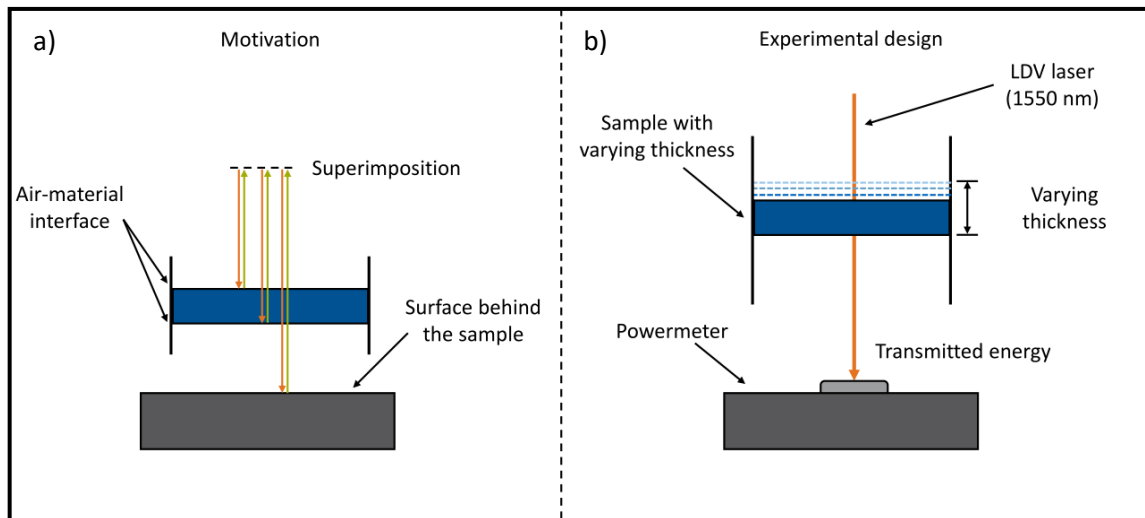 a)
Motivation
Superimposition
Air-material
interface
Surface behind
the sample
b)
Experimental design
LDV laser
(1550 nm)
Sample with
varying thickness
Varying
thickness
Powermeter
Transmitted energy